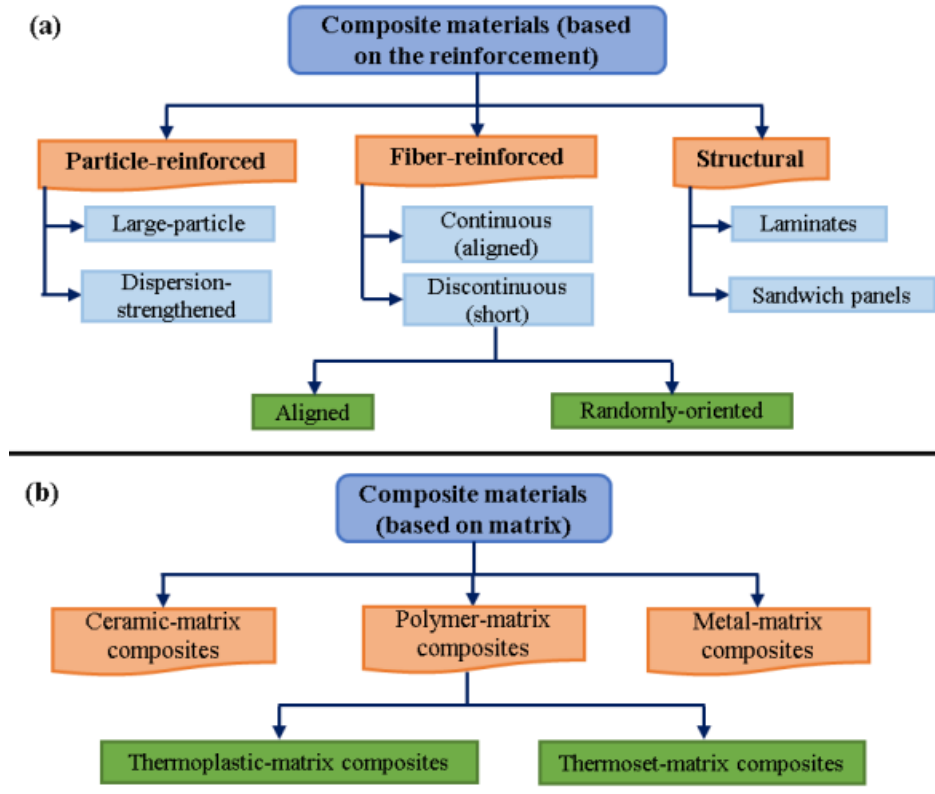 (a)
Composite materials (based
on the reinforcement)
Particle-reinforced
Fiber-reinforced
Structural
Large-particle
Continuous
(aligned)
Laminates
Dispersion-
strengthened
Discontinuous
(short)
Sandwich panels
Aligned
Randomly-oriented
(b)
Composite materials
(based on matrix)
Ceramic-matrix
composites
Polymer-matrix
composites
Metal-matrix
composites
Thermoplastic-matrix composites
Thermoset-matrix composites